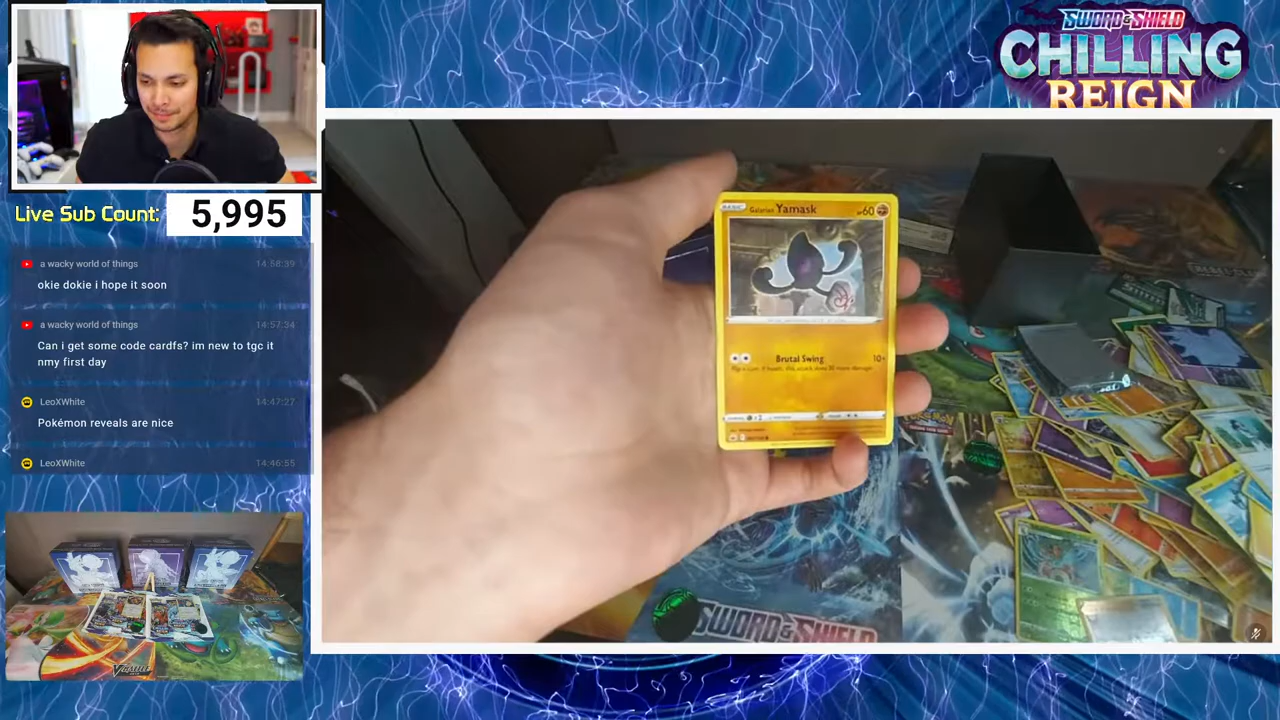 SWORD & SHIELD
CHILLING
REIGN
Live Sub Count: 5,995
a wacky world of things 14:58:39
okie dokie i hope it soon
a wacky world of things 14:57:34
Can i get some code cardfs? im new to tgc it
nmy first day
LeoXWhite 14:47:27
Pokémon reveals are nice
LeoXWhite 14:46:55
BASIC Galarian Yamask 60
Brutal Swing 10+
SWORD & SHIELD